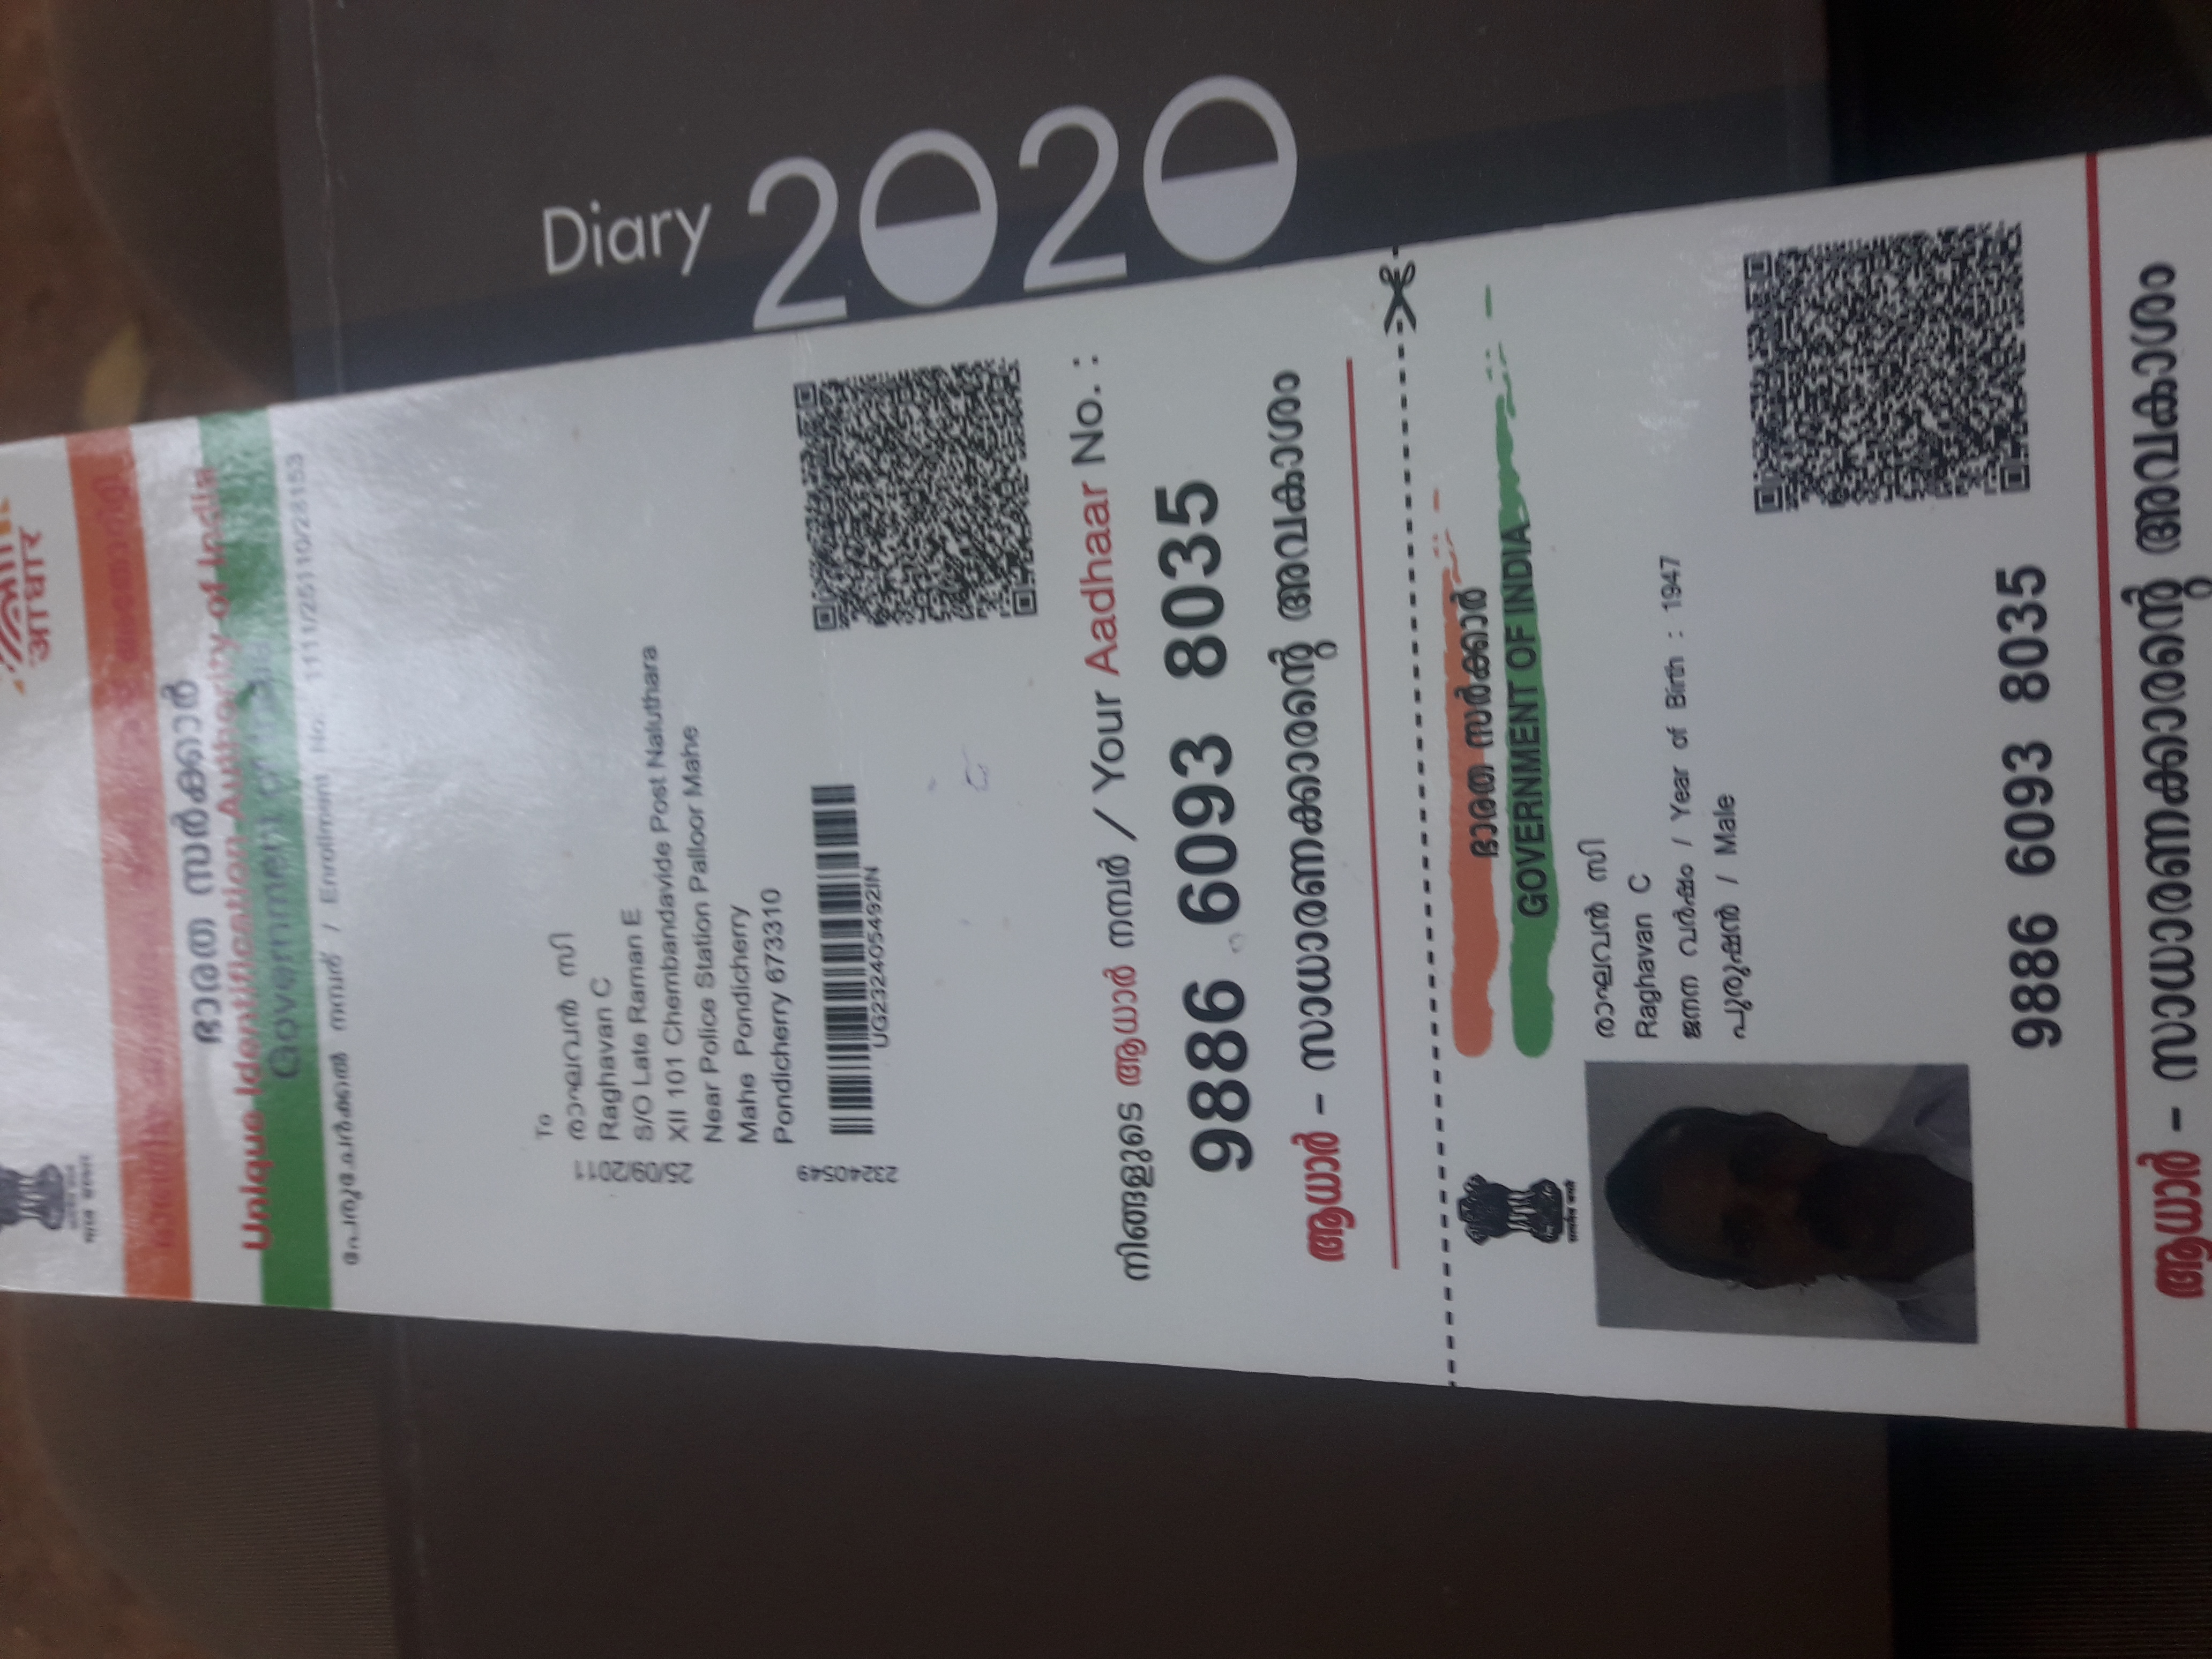 आधार
ഭാരത സർക്കാർ
Unique Identification Authority of India
Government of India
പേരുചേർക്കൽ നമ്പര് / Enrollment No.: 1111/25110/28153
To
രാഘവൻ സി
Raghavan C
S/O Late Raman E
XII 101 Chembandavide Post Naluthara
Near Police Station Palloor Mahe
Mahe Pondicherry
Pondicherry 673310
25/09/2011
23240549
UG232405492IN
നിങ്ങളുടെ ആധാർ നമ്പർ / Your Aadhaar No. :
9886 6093 8035
ആധാർ – സാധാരണക്കാരന്റെ അവകാശം
ഭാരത സർക്കാർ
GOVERNMENT OF INDIA
രാഘവൻ സി
Raghavan C
ജനന വർഷം / Year of Birth : 1947
പുരുഷൻ / Male
9886 6093 8035
ആധാർ – സാധാരണക്കാരന്റെ അവകാശം
Diary 2020